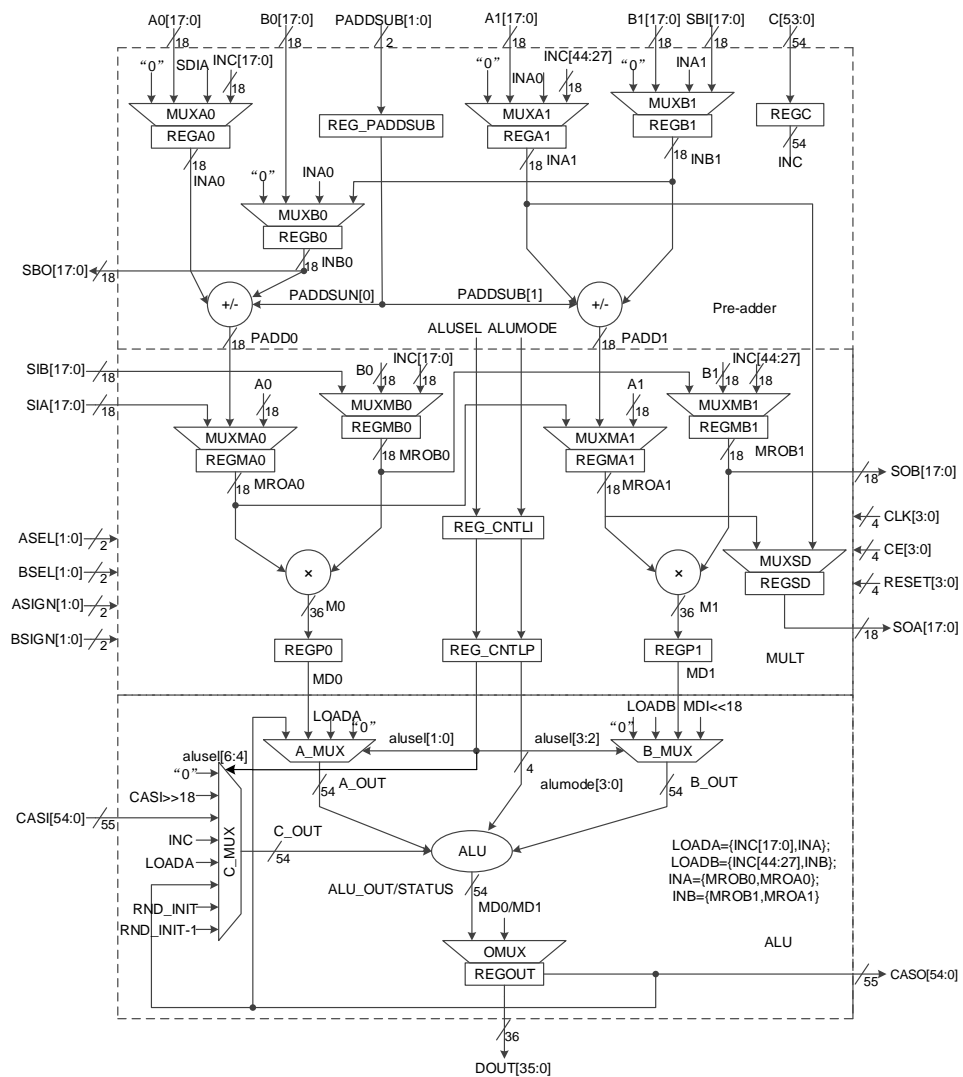 A0[17:0] B0[17:0] PADDSUB[1:0] A1[17:0] B1[17:0] SBI[17:0] C[53:0]
18 18 2 18 18 18 54
“0” SDIA INC[17:0] 18
“0” INA0 INC[44:27] 18
“0” INA1
MUXA0
REGA0
REG_PADDSUB
MUXA1
REGA1
MUXB1
REGB1
REGC
18 INA0
18 INA1
18 INB1
54 INC
“0” INA0
MUXB0
REGB0
18 INB0
SBO[17:0] 18
+/-
PADDSUN[0] PADDSUB[1]
+/-
Pre-adder
18 PADD0
ALUSEL ALUMODE
18 PADD1
SIB[17:0] 18
B0 18 INC[17:0] 18
B1 18 INC[44:27] 18
SIA[17:0] 18
A0 18
MUXMB0
REGMB0
A1 18
MUXMB1
REGMB1
MUXMA0
REGMA0
18 MROB0
MUXMA1
REGMA1
18 MROB1
18 MROA0
18 MROA1
18 SOB[17:0]
REG_CNTLI
4 CLK[3:0]
ASEL[1:0] 2
MUXSD
REGSD
4 CE[3:0]
BSEL[1:0] 2
×
×
4 RESET[3:0]
ASIGN[1:0] 2
36 M0
36 M1
18 SOA[17:0]
BSIGN[1:0] 2
REGP0
REG_CNTLP
REGP1
MULT
MD0
MD1
LOADA “0”
“0” LOADB MDI<<18
A_MUX
alusel[1:0] alusel[3:2]
B_MUX
alusel[6:4]
“0”
54 A_OUT
4 alumode[3:0]
54 B_OUT
CASI>>18
CASI[54:0] 55
C_MUX
C_OUT
54
INC
ALU
LOADA
LOADA={INC[17:0],INA};
LOADB={INC[44:27],INB};
INA={MROB0,MROA0};
INB={MROB1,MROA1}
ALU_OUT/STATUS
54
RND_INIT
MD0/MD1
RND_INIT-1
OMUX
REGOUT
ALU
55 CASO[54:0]
36
DOUT[35:0]